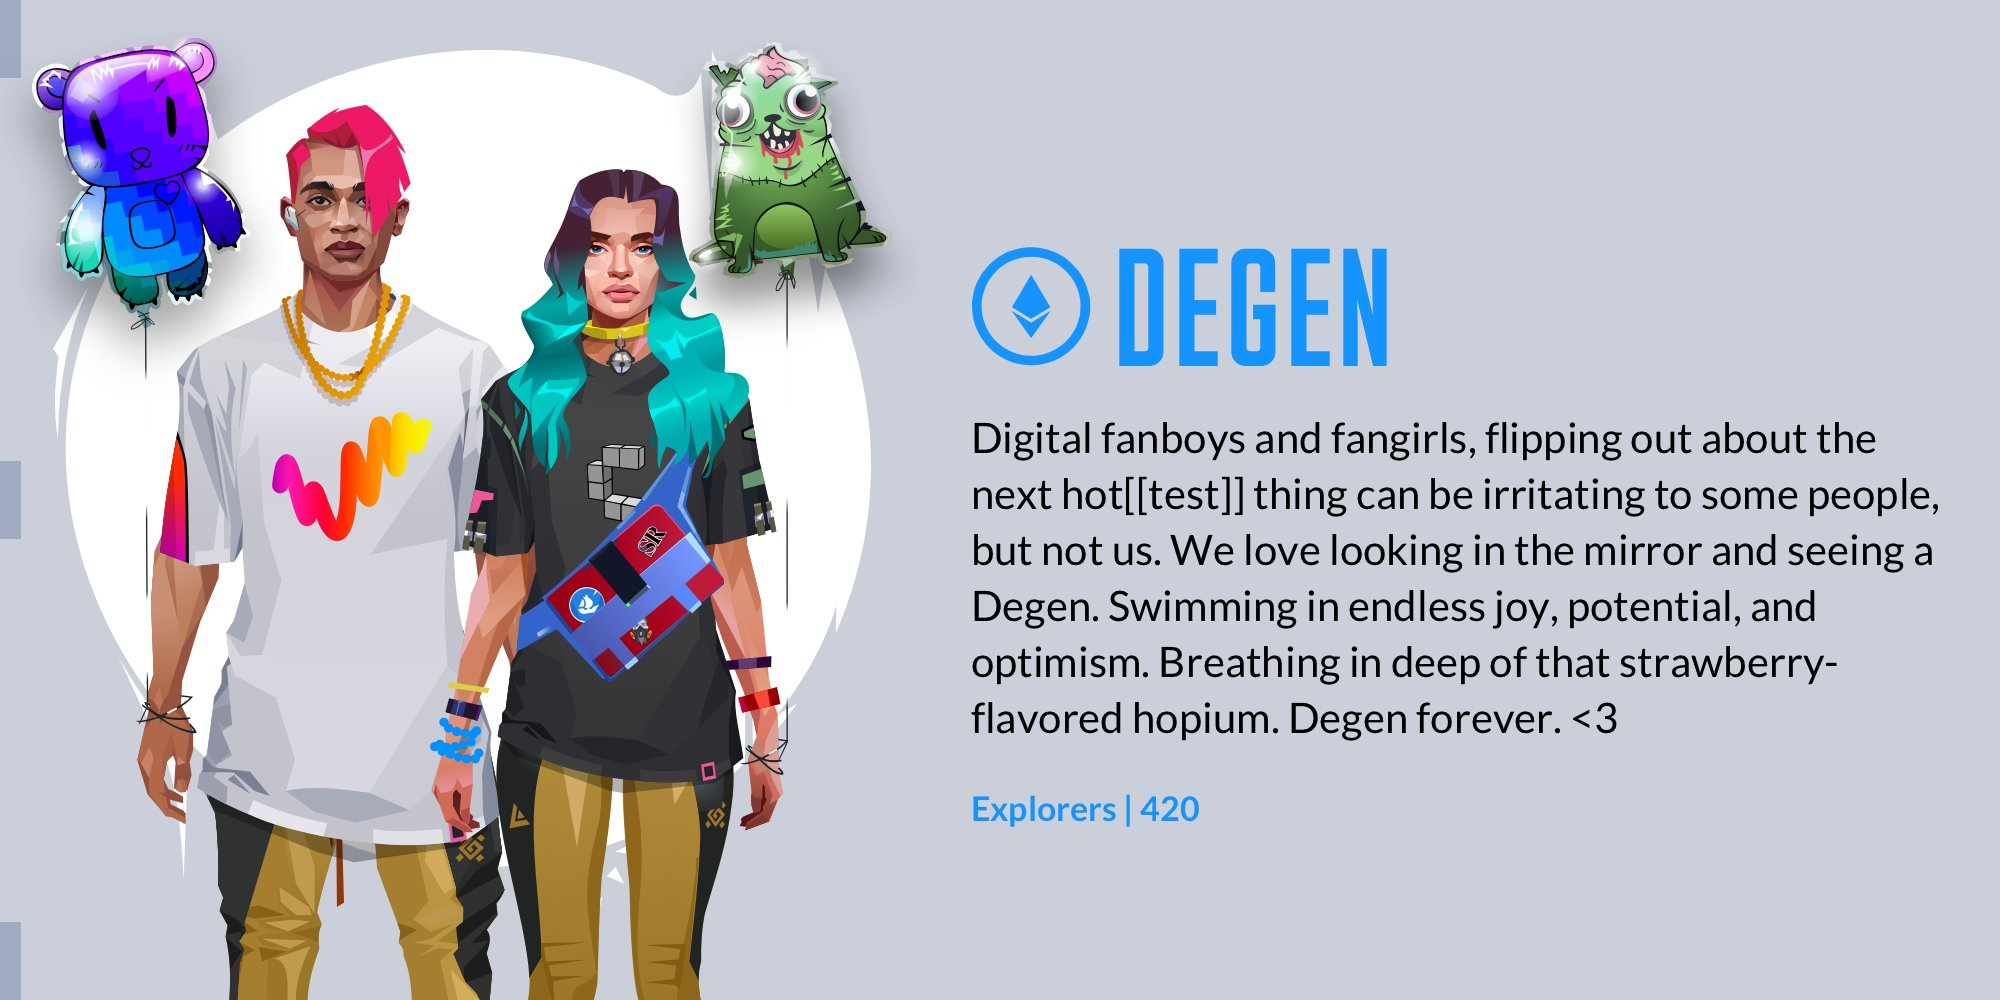 DEGEN
Digital fanboys and fangirls, flipping out about the
next hot[[test]] thing can be irritating to some people,
but not us. We love looking in the mirror and seeing a
Degen. Swimming in endless joy, potential, and
optimism. Breathing in deep of that strawberry-
flavored hopium. Degen forever. <3
Explorers | 420
SR